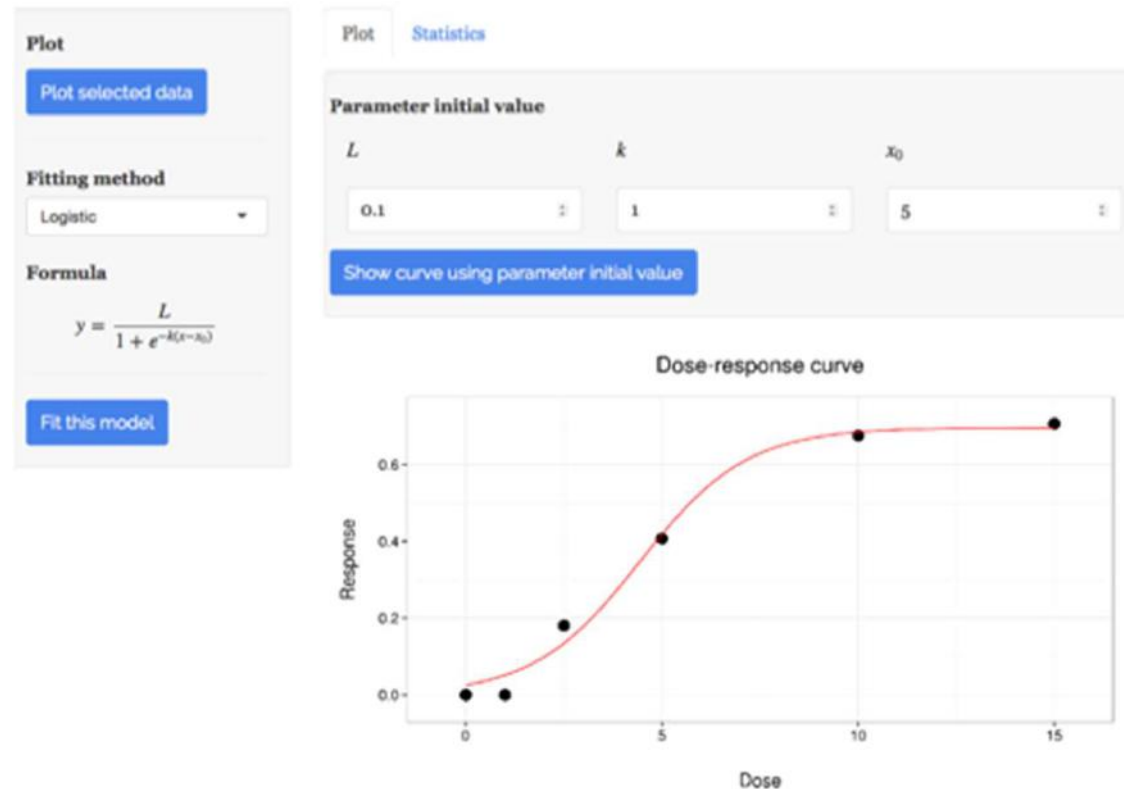 Plot
Plot selected data
Fitting method
Logistic
Formula
y = L / (1 + e^{-k(x-x₀)})
Fit this model
Plot Statistics
Parameter initial value
L k x₀
0.1 1 5
Show curve using parameter initial value
Dose-response curve
0.6
0.4
0.2
0.0
Response
0 5 10 15
Dose